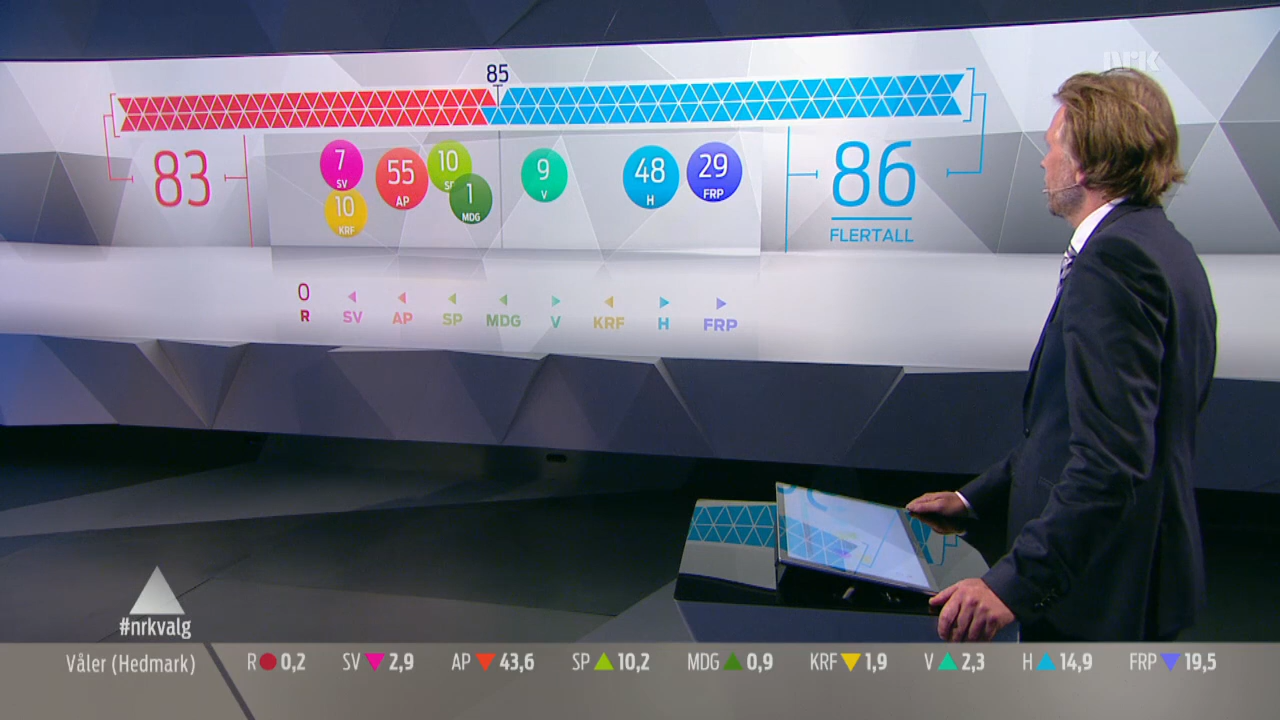 nrk
85
83
7
SV
55
AP
10
SP
10
KRF
1
MDG
9
V
48
H
29
FRP
86
FLERTALL
0
R SV AP SP MDG V KRF H FRP
#nrkvalg
Våler (Hedmark) R 0,2 SV 2,9 AP 43,6 SP 10,2 MDG 0,9 KRF 1,9 V 2,3 H 14,9 FRP 19,5